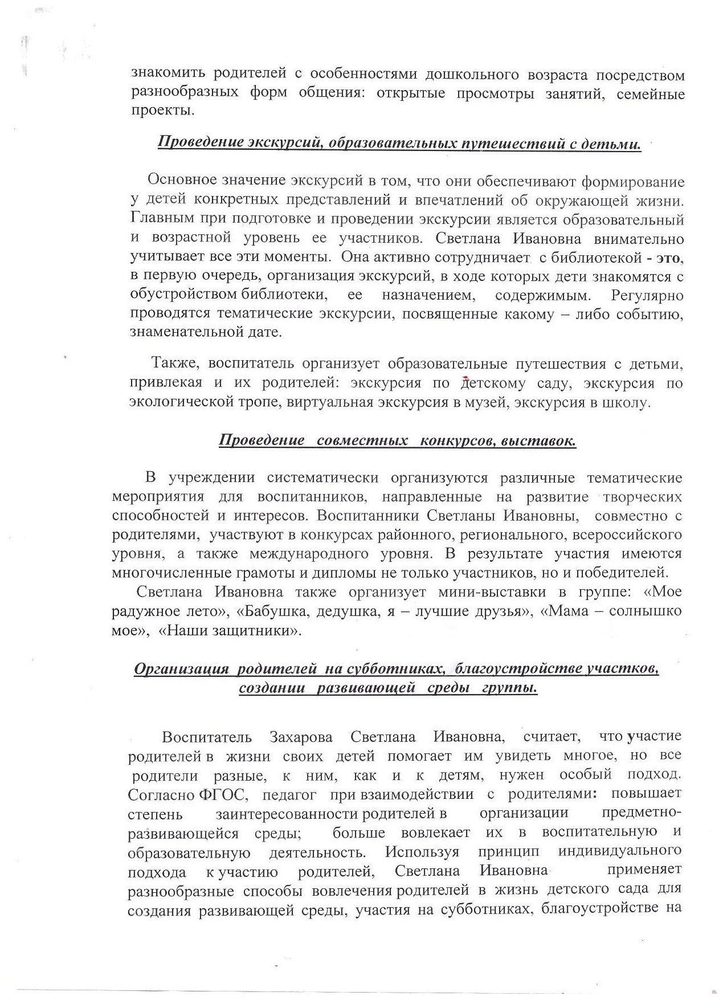 знакомить родителей с особенностями дошкольного возраста посредством
разнообразных форм общения: открытые просмотры занятий, семейные
проекты.
Проведение экскурсий, образовательных путешествий с детьми.
Основное значение экскурсий в том, что они обеспечивают формирование
у детей конкретных представлений и впечатлений об окружающей жизни.
Главным при подготовке и проведении экскурсии является образовательный
и возрастной уровень ее участников. Светлана Ивановна внимательно
учитывает все эти моменты. Она активно сотрудничает с библиотекой - это,
в первую очередь, организация экскурсий, в ходе которых дети знакомятся с
обустройством библиотеки, ее назначением, содержимым. Регулярно
проводятся тематические экскурсии, посвященные какому – либо событию,
знаменательной дате.
Также, воспитатель организует образовательные путешествия с детьми,
привлекая и их родителей: экскурсия по детскому саду, экскурсия по
экологической тропе, виртуальная экскурсия в музей, экскурсия в школу.
Проведение совместных конкурсов, выставок.
В учреждении систематически организуются различные тематические
мероприятия для воспитанников, направленные на развитие творческих
способностей и интересов. Воспитанники Светланы Ивановны, совместно с
родителями, участвуют в конкурсах районного, регионального, всероссийского
уровня, а также международного уровня. В результате участия имеются
многочисленные грамоты и дипломы не только участников, но и победителей.
Светлана Ивановна также организует мини-выставки в группе: «Мое
радужное лето», «Бабушка, дедушка, я – лучшие друзья», «Мама – солнышко
мое», «Наши защитники».
Организация родителей на субботниках, благоустройстве участков,
создании развивающей среды группы.
Воспитатель Захарова Светлана Ивановна, считает, что участие
родителей в жизни своих детей помогает им увидеть многое, но все
родители разные, к ним, как и к детям, нужен особый подход.
Согласно ФГОС, педагог при взаимодействии с родителями: повышает
степень заинтересованности родителей в организации предметно-
развивающейся среды; больше вовлекает их в воспитательную и
образовательную деятельность. Используя принцип индивидуального
подхода к участию родителей, Светлана Ивановна применяет
разнообразные способы вовлечения родителей в жизнь детского сада для
создания развивающей среды, участия на субботниках, благоустройстве на